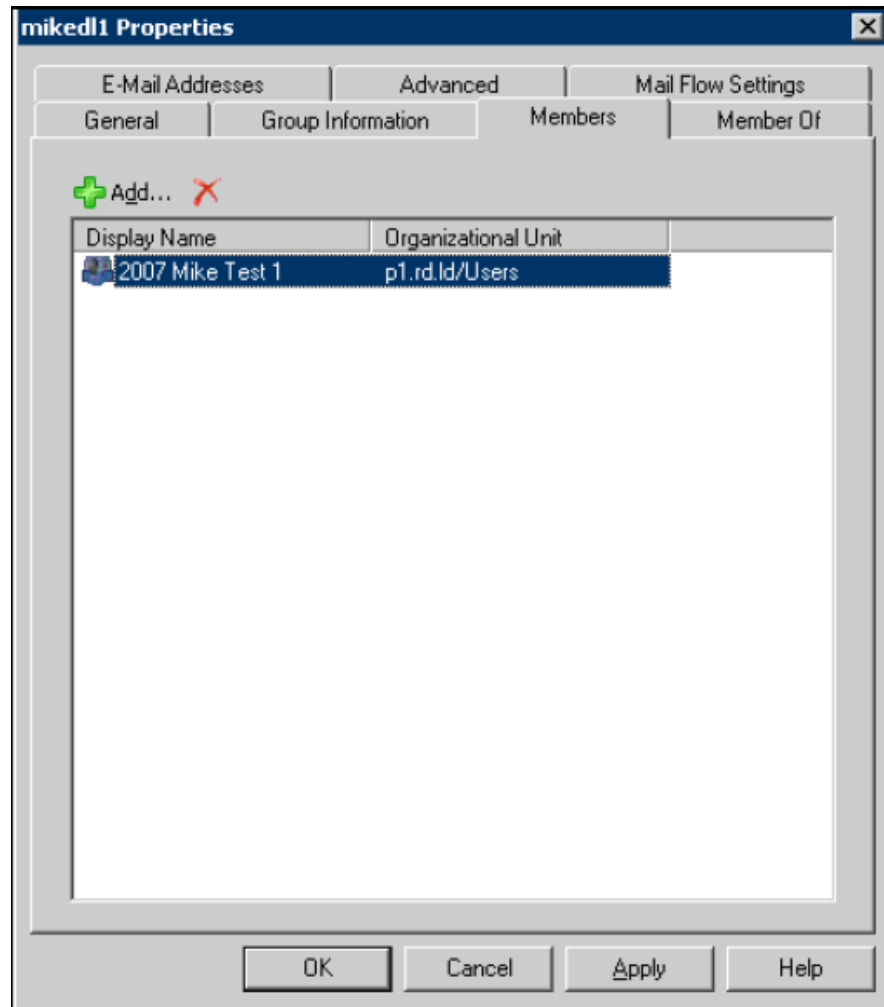 mikedl1 Properties
E-Mail Addresses Advanced Mail Flow Settings
General Group Information Members Member Of
Add...
Display Name Organizational Unit
2007 Mike Test 1 p1.rd.ld/Users
OK Cancel Apply Help